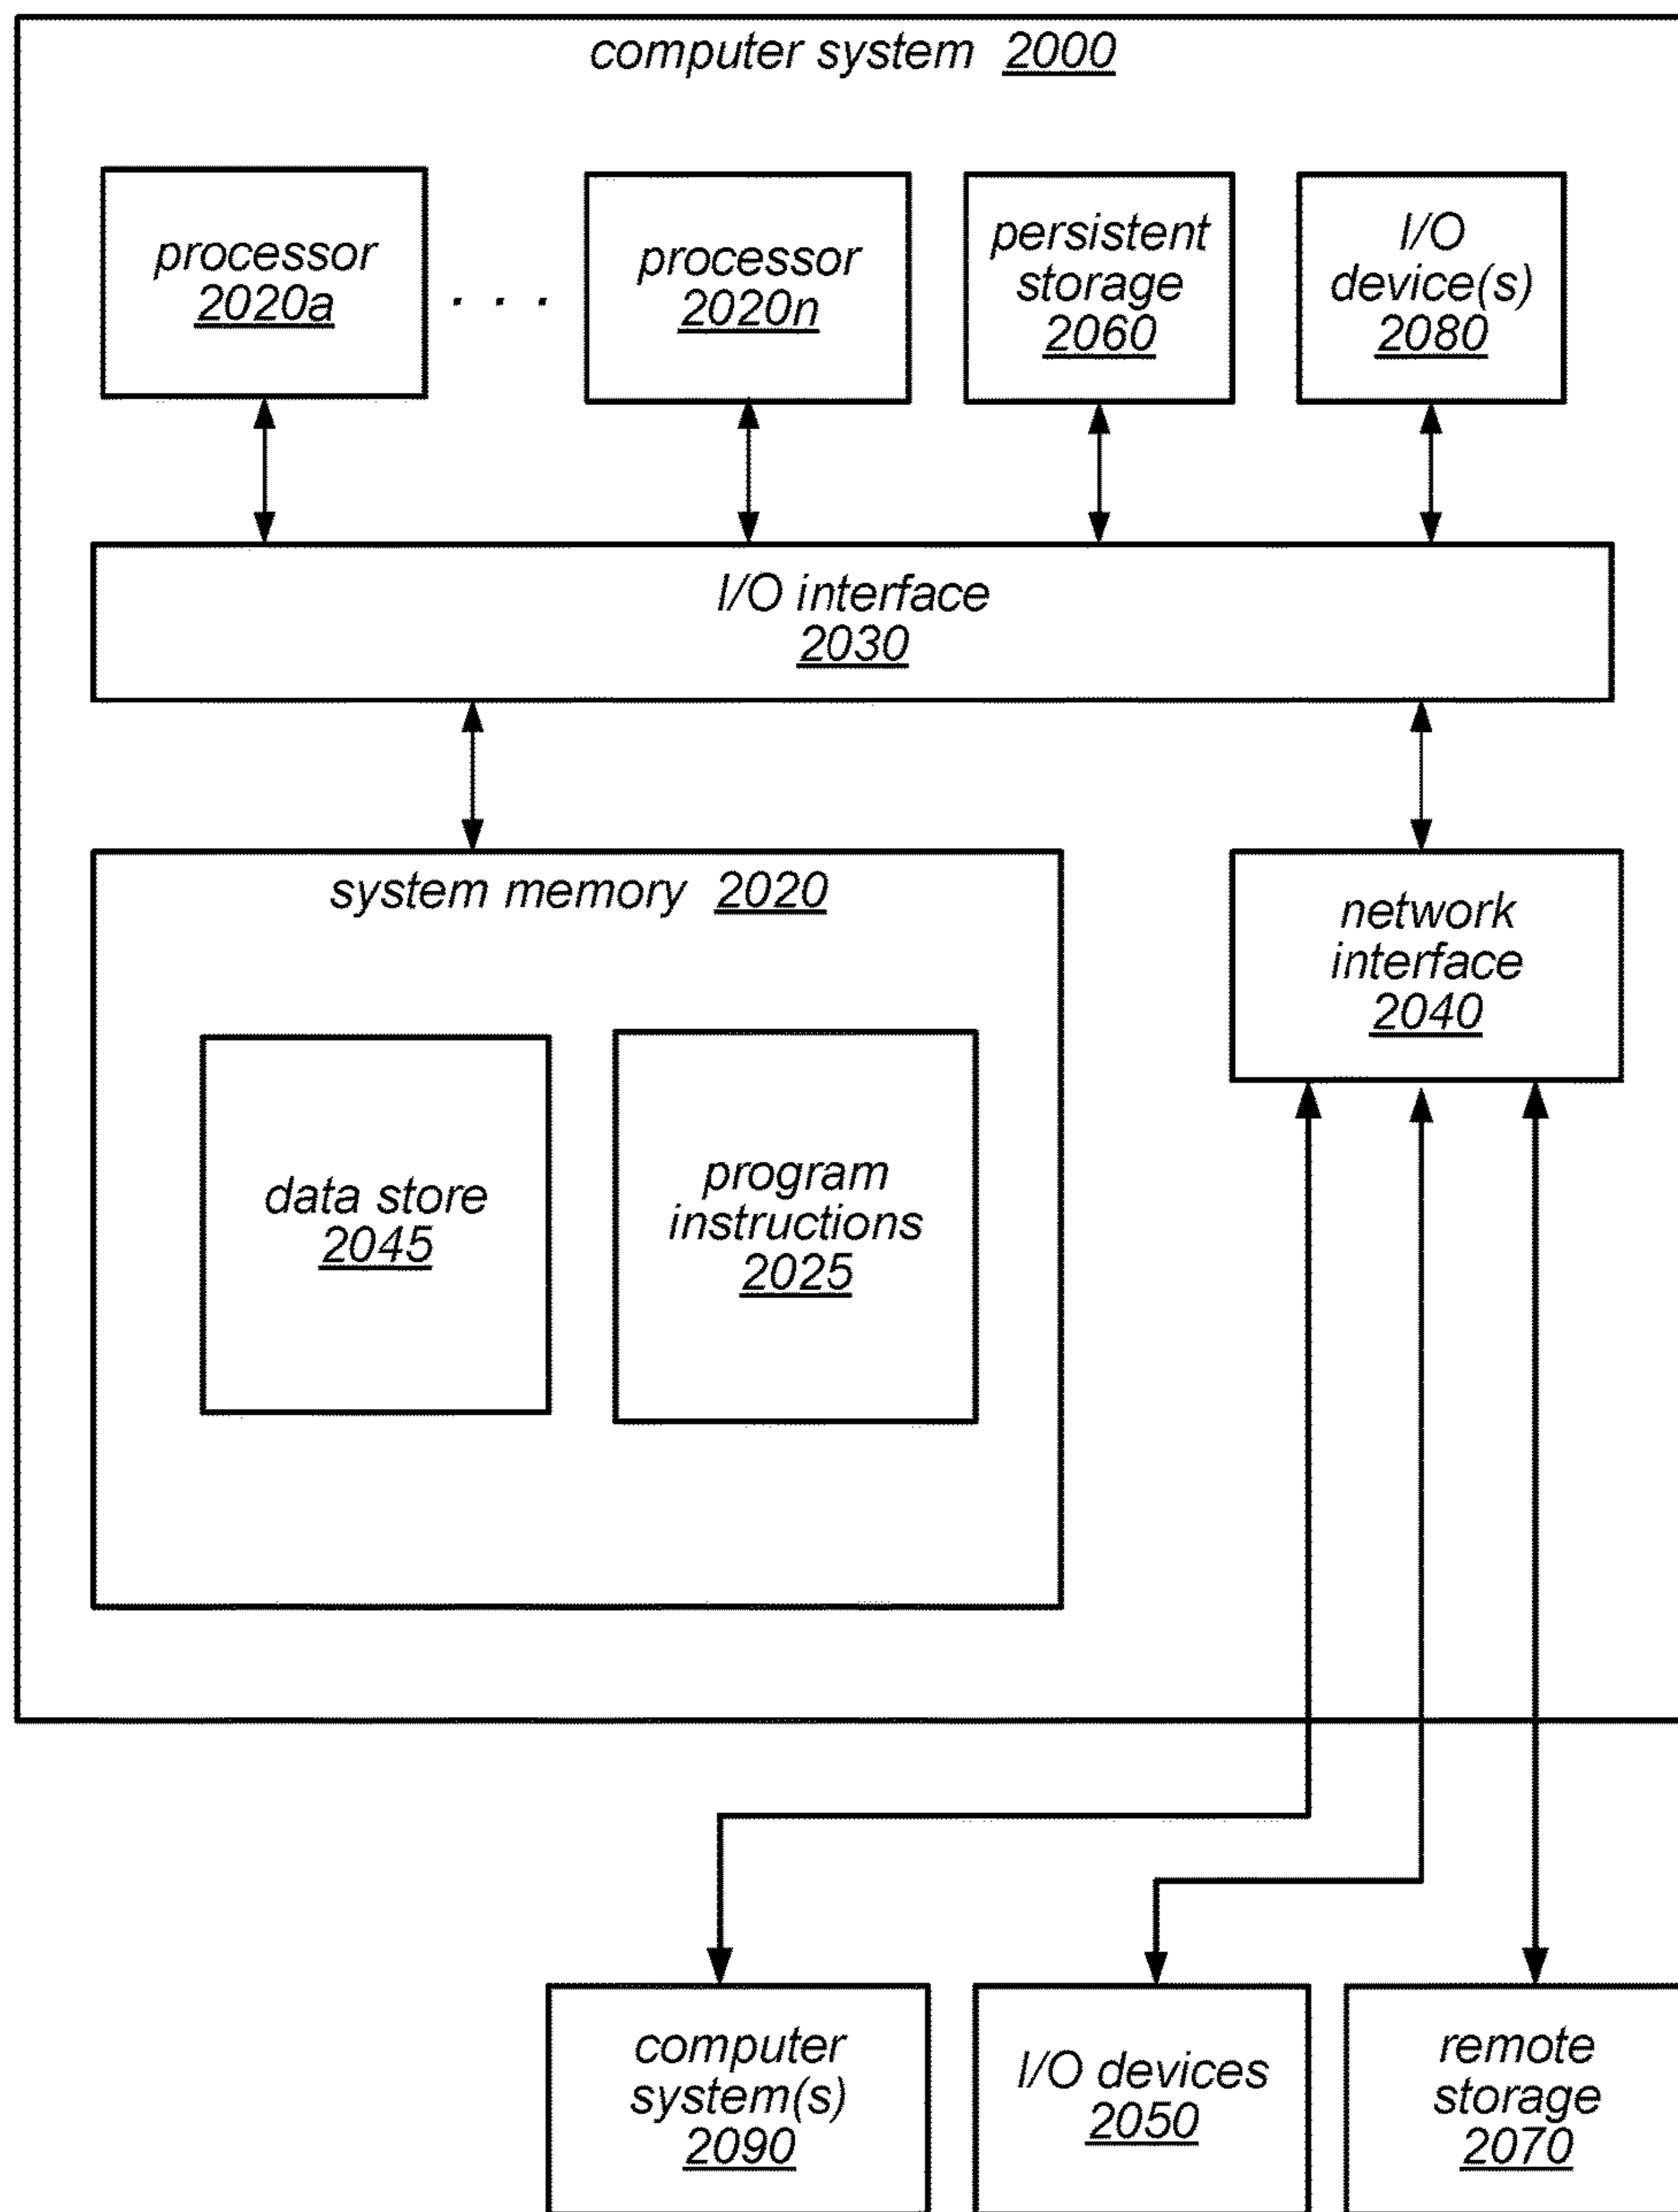 computer system 2000
processor
2020a
. . .
processor
2020n
persistent
storage
2060
I/O
device(s)
2080
I/O interface
2030
system memory 2020
network
interface
2040
data store
2045
program
instructions
2025
computer
system(s)
2090
I/O devices
2050
remote
storage
2070